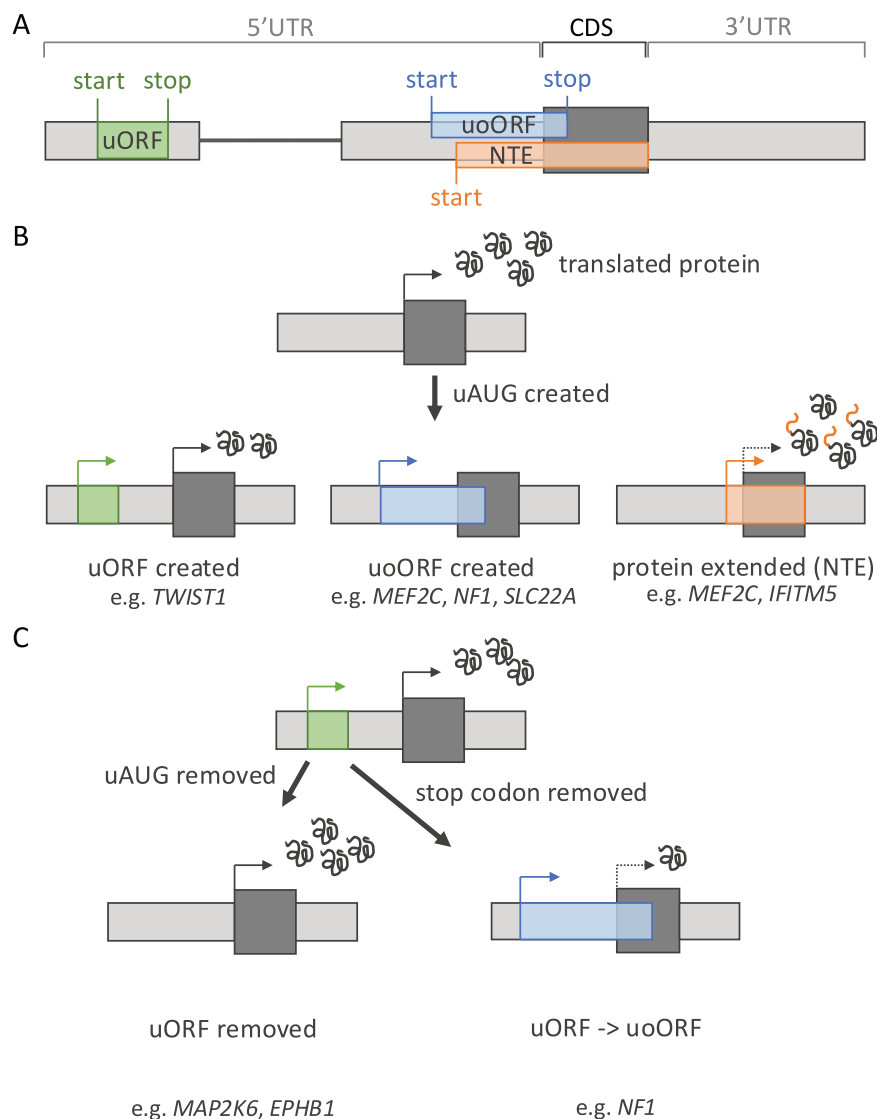 A
5'UTR CDS 3'UTR
start stop start stop
uORF uoORF
NTE
start
B
translated protein
uAUG created
uORF created uoORF created protein extended (NTE)
e.g. TWIST1 e.g. MEF2C, NF1, SLC22A e.g. MEF2C, IFITM5
C
uAUG removed
stop codon removed
uORF removed uORF -> uoORF
e.g. MAP2K6, EPHB1 e.g. NF1